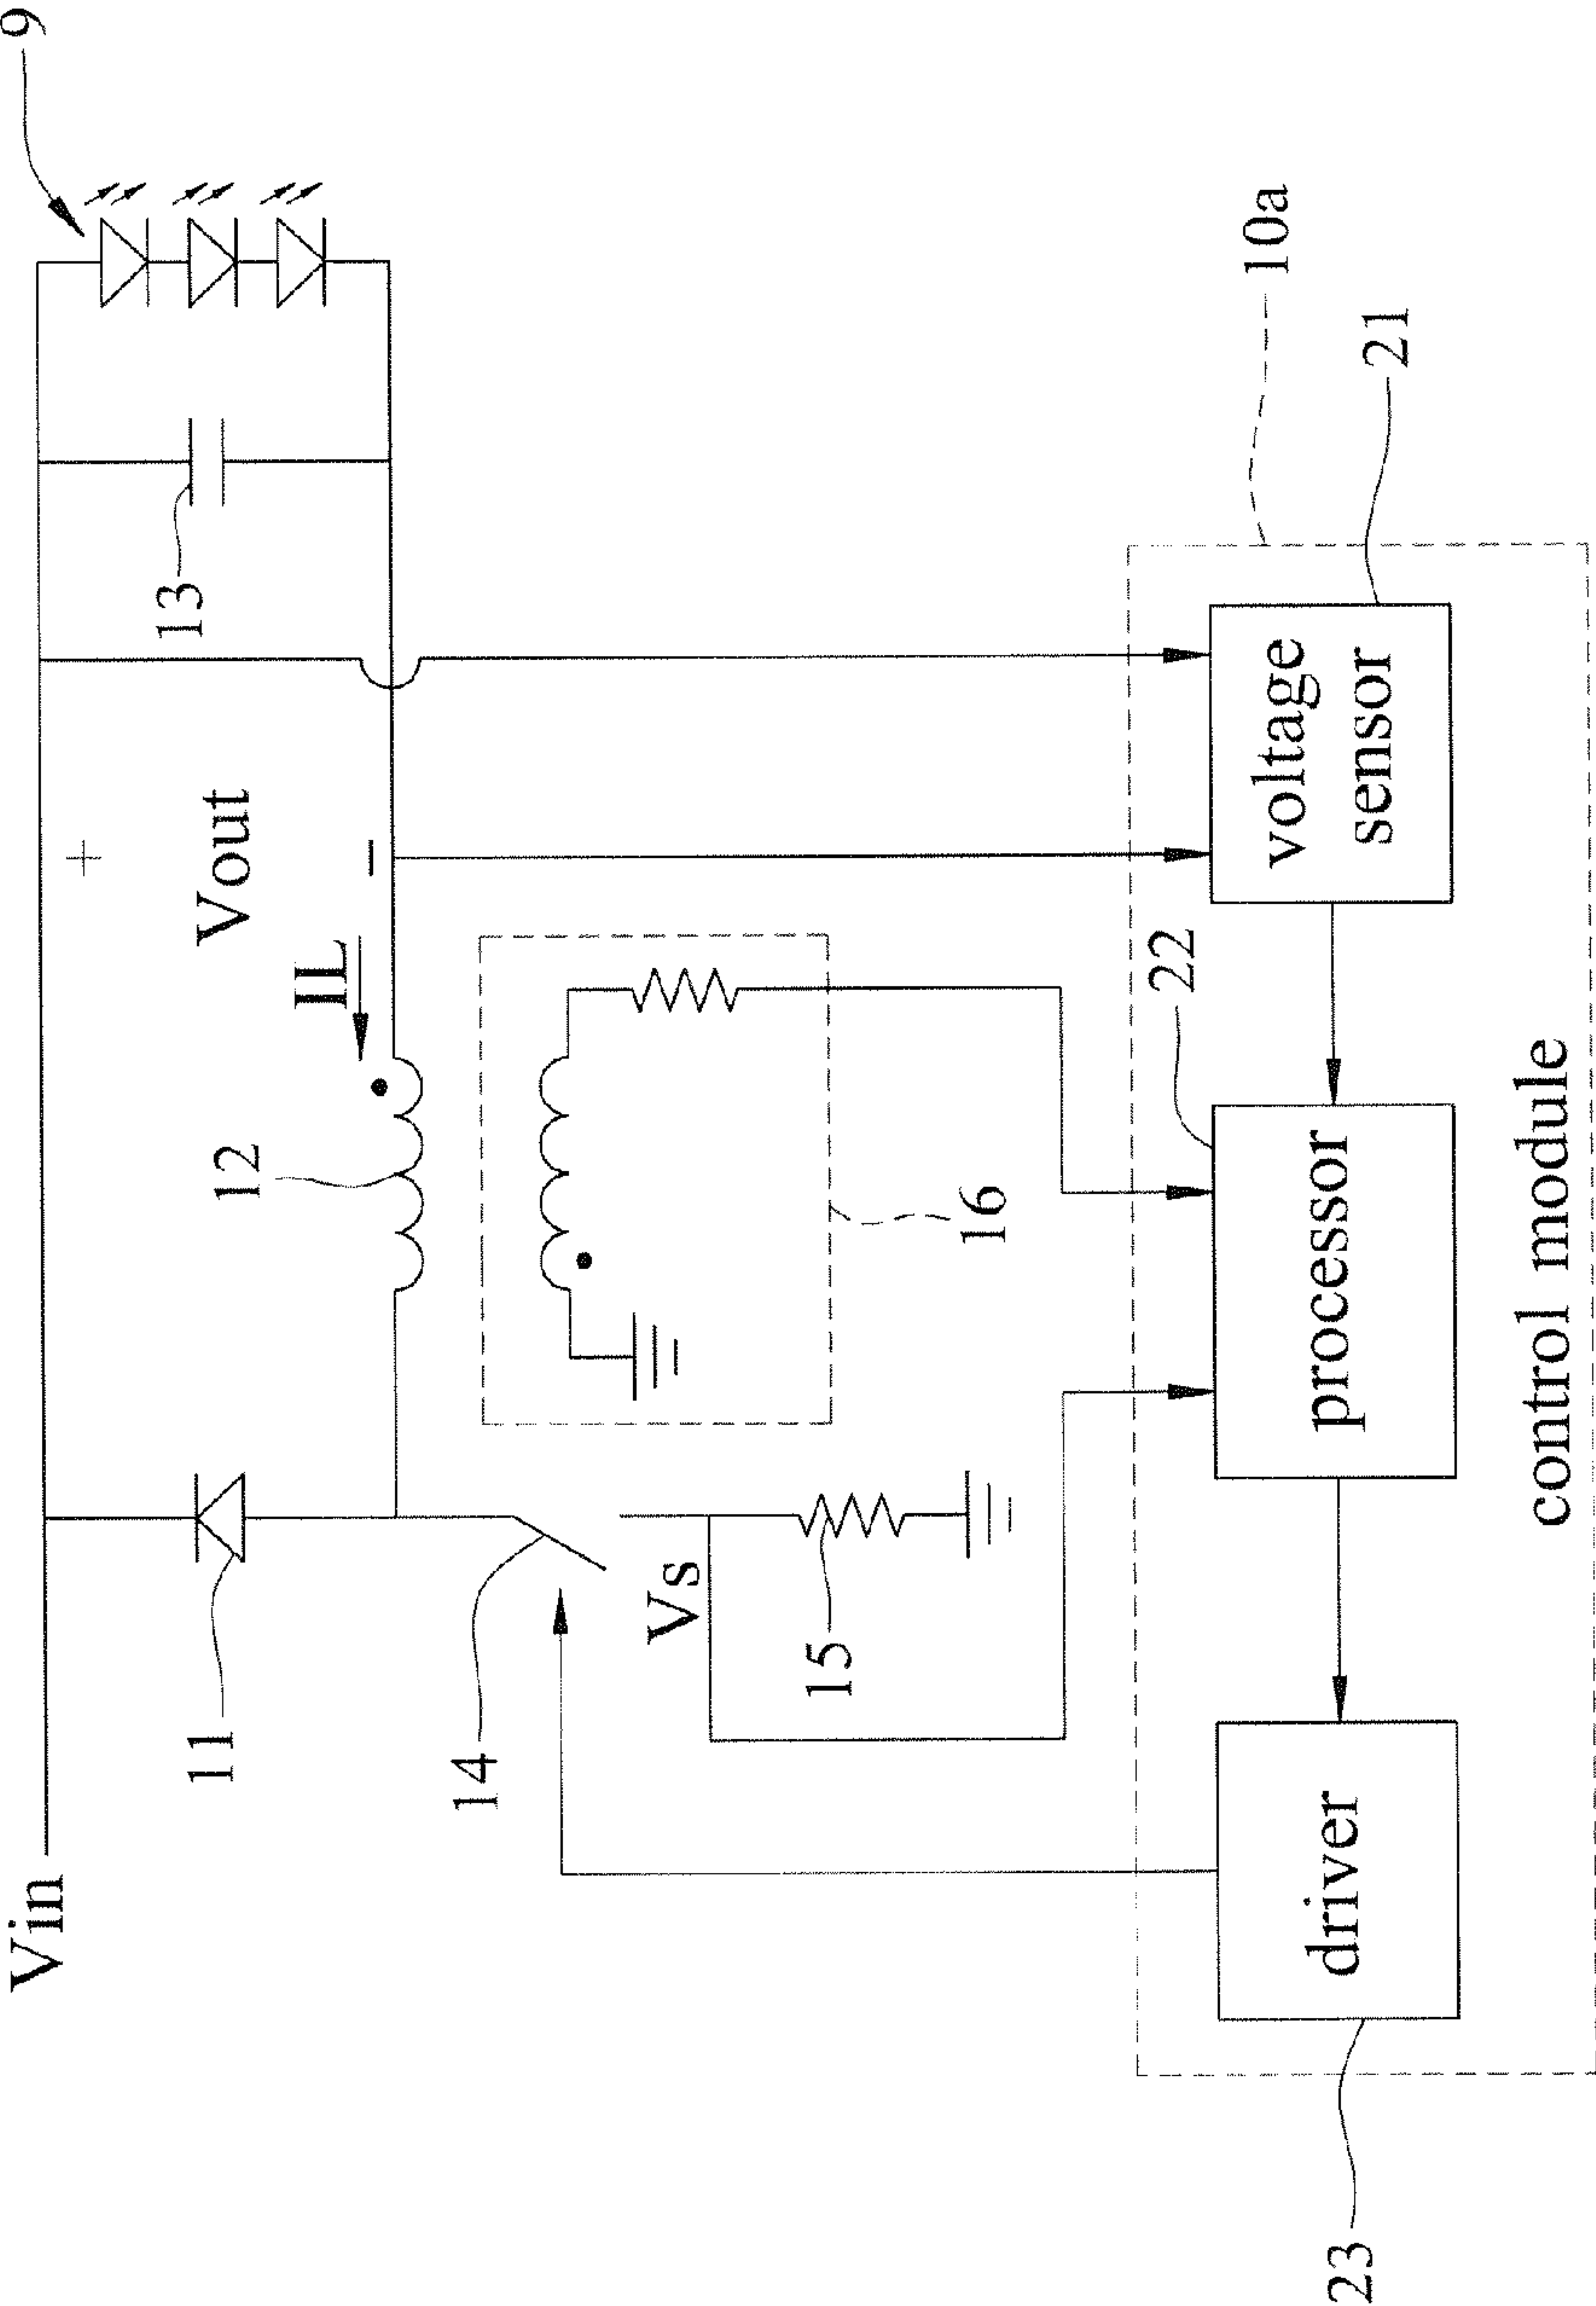 Vin
9
+
13
11
Vout
12
IL
−
14
Vs
15
16
22
10a
voltage
sensor
21
processor
driver
23
control module